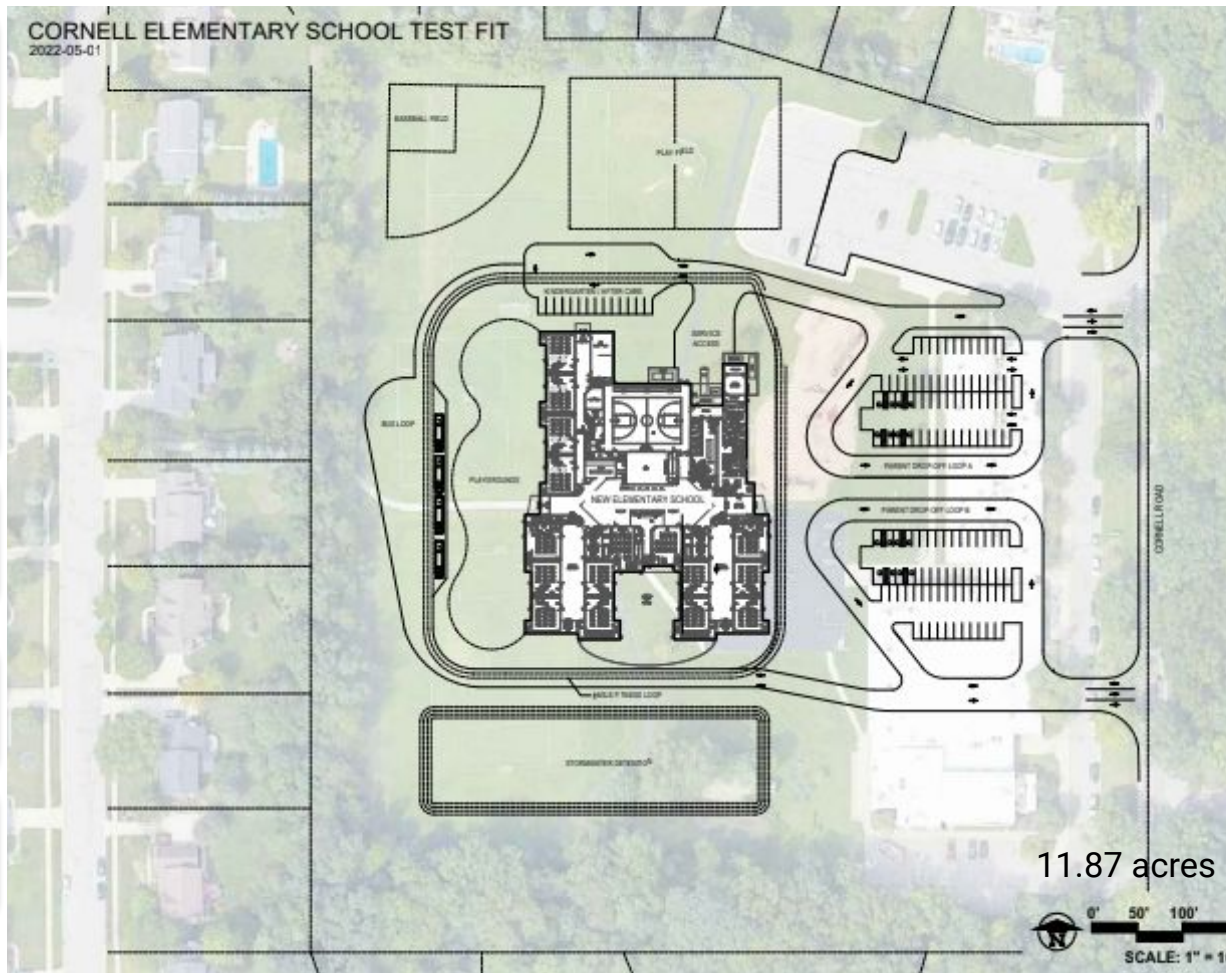 CORNELL ELEMENTARY SCHOOL TEST FIT
2022-05-01
BASEBALL FIELD
PLAY FIELD
KINDERGARTEN / AFTER CARE
SERVICE
ACCESS
BUS LOOP
PLAYGROUNDS
NEW ELEMENTARY SCHOOL
PARENT DROP-OFF LOOP A
PARENT DROP-OFF LOOP B
CORNELL ROAD
LOOP
STORMWATER DETENTION
11.87 acres
N
0' 50' 100'
SCALE: 1" = 1